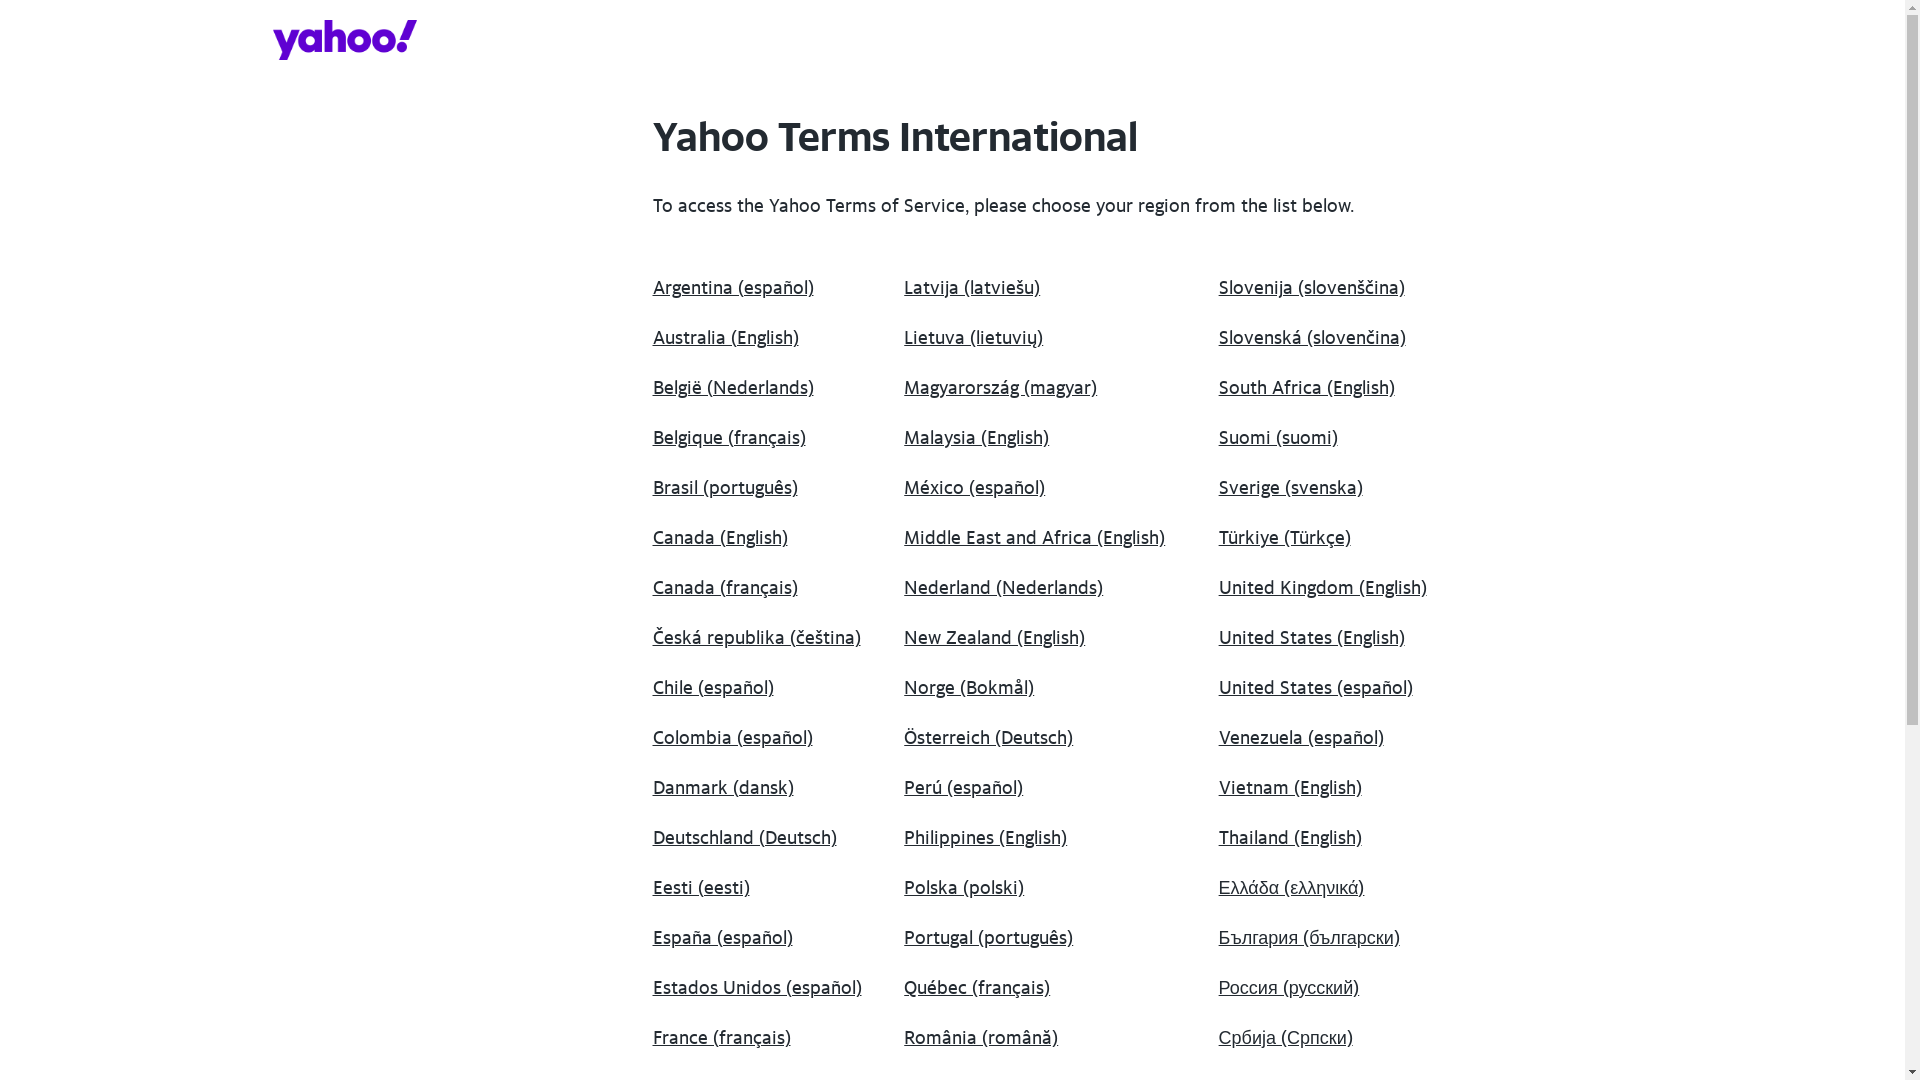 yahoo!
Yahoo Terms International
To access the Yahoo Terms of Service, please choose your region from the list below.
Argentina (español)
Australia (English)
België (Nederlands)
Belgique (français)
Brasil (português)
Canada (English)
Canada (français)
Česká republika (čeština)
Chile (español)
Colombia (español)
Danmark (dansk)
Deutschland (Deutsch)
Eesti (eesti)
España (español)
Estados Unidos (español)
France (français)
Latvija (latviešu)
Lietuva (lietuvių)
Magyarország (magyar)
Malaysia (English)
México (español)
Middle East and Africa (English)
Nederland (Nederlands)
New Zealand (English)
Norge (Bokmål)
Österreich (Deutsch)
Perú (español)
Philippines (English)
Polska (polski)
Portugal (português)
Québec (français)
România (română)
Slovenija (slovenščina)
Slovenská (slovenčina)
South Africa (English)
Suomi (suomi)
Sverige (svenska)
Türkiye (Türkçe)
United Kingdom (English)
United States (English)
United States (español)
Venezuela (español)
Vietnam (English)
Thailand (English)
Ελλάδα (ελληνικά)
България (български)
Россия (русский)
Србија (Српски)